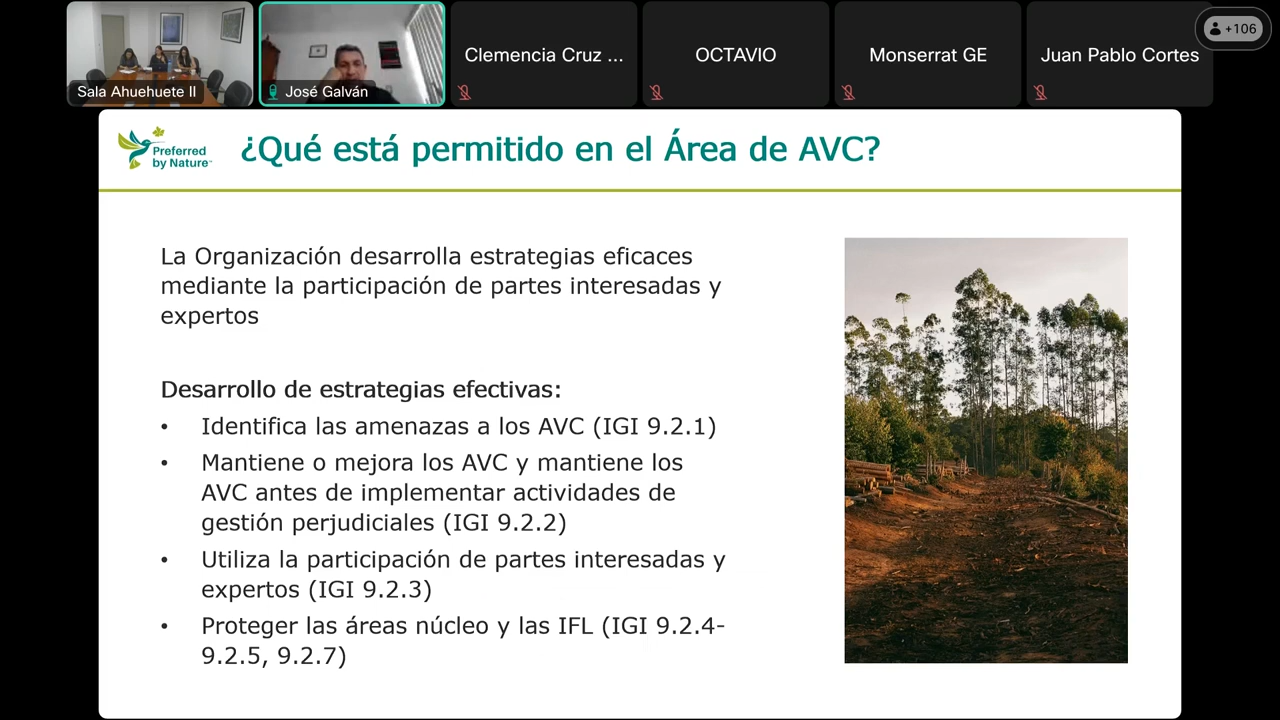 Sala Ahuehuete II
José Galván
Clemencia Cruz ...
OCTAVIO
Monserrat GE
Juan Pablo Cortes
+106
Preferred
by Nature™
¿Qué está permitido en el Área de AVC?
La Organización desarrolla estrategias eficaces
mediante la participación de partes interesadas y
expertos
Desarrollo de estrategias efectivas:
• Identifica las amenazas a los AVC (IGI 9.2.1)
• Mantiene o mejora los AVC y mantiene los
AVC antes de implementar actividades de
gestión perjudiciales (IGI 9.2.2)
• Utiliza la participación de partes interesadas y
expertos (IGI 9.2.3)
• Proteger las áreas núcleo y las IFL (IGI 9.2.4-
9.2.5, 9.2.7)